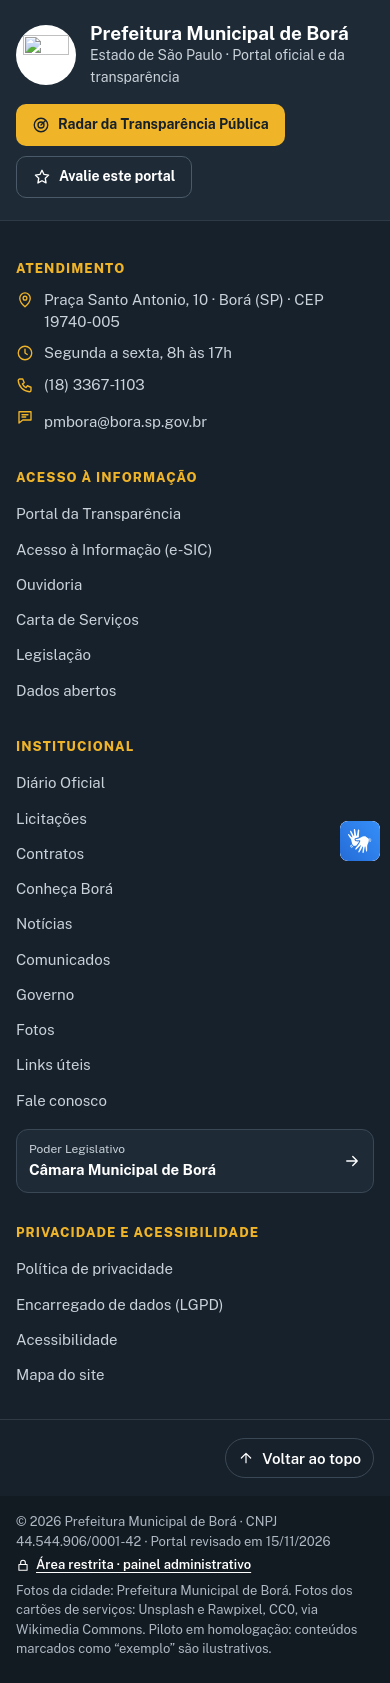 Prefeitura Municipal de Borá
Estado de São Paulo · Portal oficial e da
transparência
Radar da Transparência Pública
Avalie este portal
ATENDIMENTO
Praça Santo Antonio, 10 · Borá (SP) · CEP
19740-005
Segunda a sexta, 8h às 17h
(18) 3367-1103
pmbora@bora.sp.gov.br
ACESSO À INFORMAÇÃO
Portal da Transparência
Acesso à Informação (e-SIC)
Ouvidoria
Carta de Serviços
Legislação
Dados abertos
INSTITUCIONAL
Diário Oficial
Licitações
Contratos
Conheça Borá
Notícias
Comunicados
Governo
Fotos
Links úteis
Fale conosco
Poder Legislativo
Câmara Municipal de Borá
PRIVACIDADE E ACESSIBILIDADE
Política de privacidade
Encarregado de dados (LGPD)
Acessibilidade
Mapa do site
Voltar ao topo
© 2026 Prefeitura Municipal de Borá · CNPJ
44.544.906/0001-42 · Portal revisado em 15/11/2026
Área restrita · painel administrativo
Fotos da cidade: Prefeitura Municipal de Borá. Fotos dos
cartões de serviços: Unsplash e Rawpixel, CC0, via
Wikimedia Commons. Piloto em homologação: conteúdos
marcados como “exemplo” são ilustrativos.